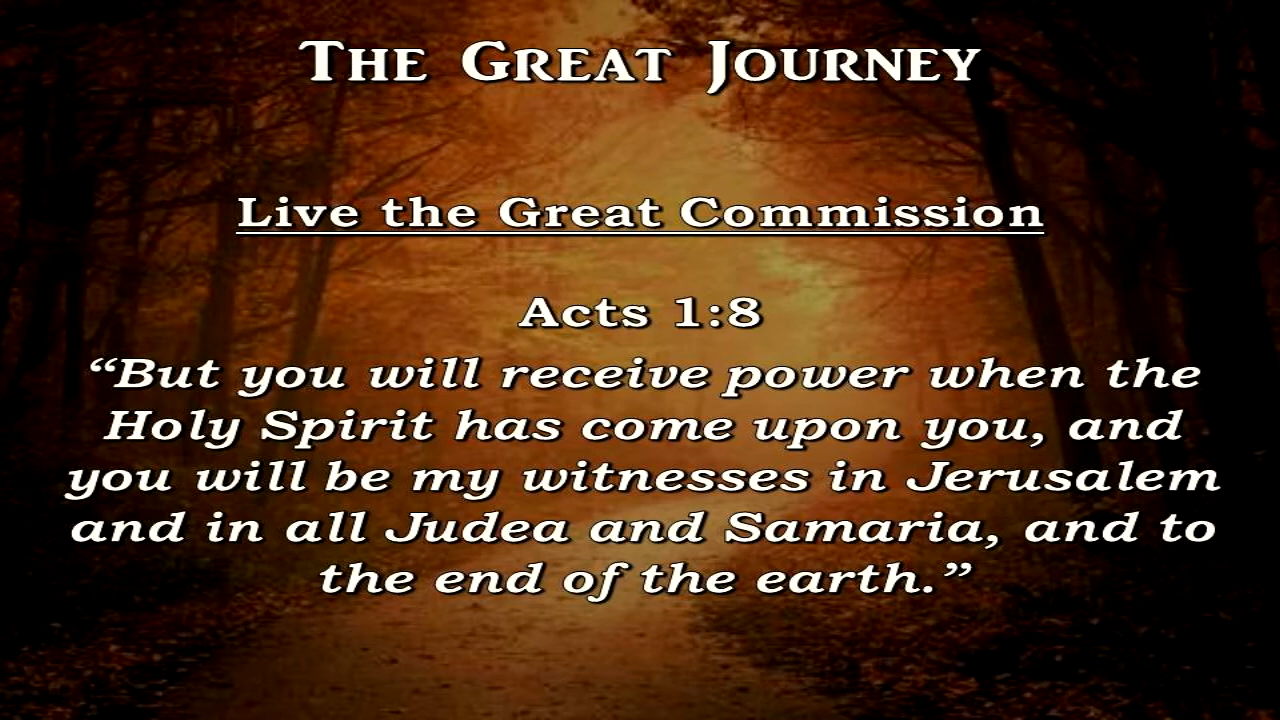 The Great Journey
Live the Great Commission
Acts 1:8
“But you will receive power when the
Holy Spirit has come upon you, and
you will be my witnesses in Jerusalem
and in all Judea and Samaria, and to
the end of the earth.”